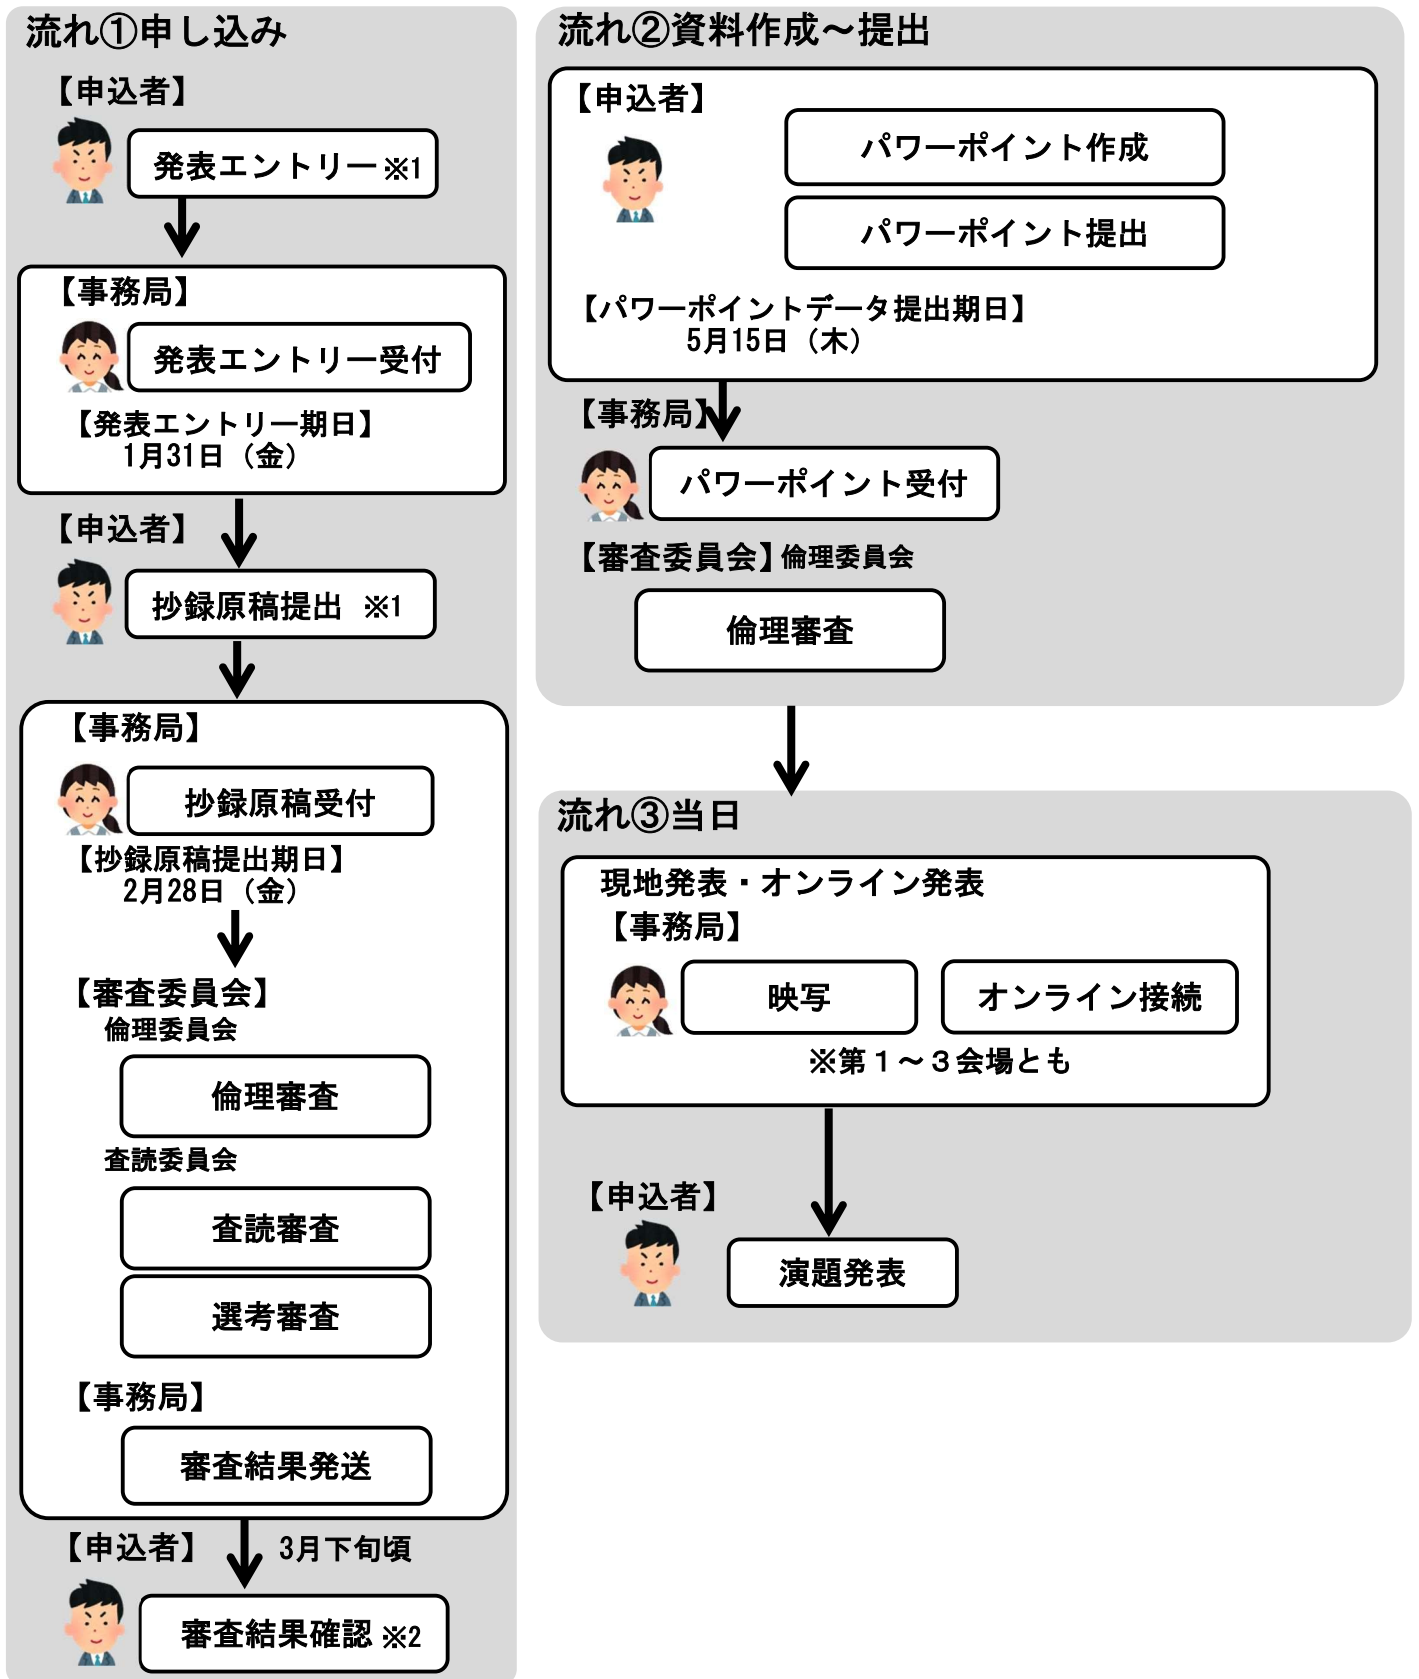 流れ①申し込み
【申込者】
発表エントリー※1
【事務局】
発表エントリー受付
【発表エントリー期日】
1月31日（金）
【申込者】
抄録原稿提出 ※1
【事務局】
抄録原稿受付
【抄録原稿提出期日】
2月28日（金）
【審査委員会】
倫理委員会
倫理審査
査読委員会
査読審査
選考審査
【事務局】
審査結果発送
【申込者】 3月下旬頃
審査結果確認※2
流れ②資料作成～提出
【申込者】
パワーポイント作成
パワーポイント提出
【パワーポイントデータ提出期日】
5月15日（木）
【事務局】
パワーポイント受付
【審査委員会】倫理委員会
倫理審査
流れ③当日
現地発表・オンライン発表
【事務局】
映写 オンライン接続
※第１～３会場とも
【申込者】
演題発表